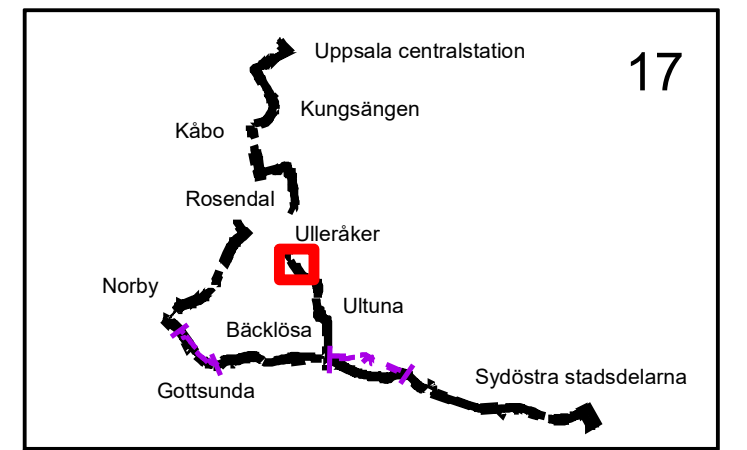 Uppsala centralstation
17
Kungsängen
Kåbo
Rosendal
Ulleråker
Norby
Ultuna
Bäcklösa
Sydöstra stadsdelarna
Gottsunda